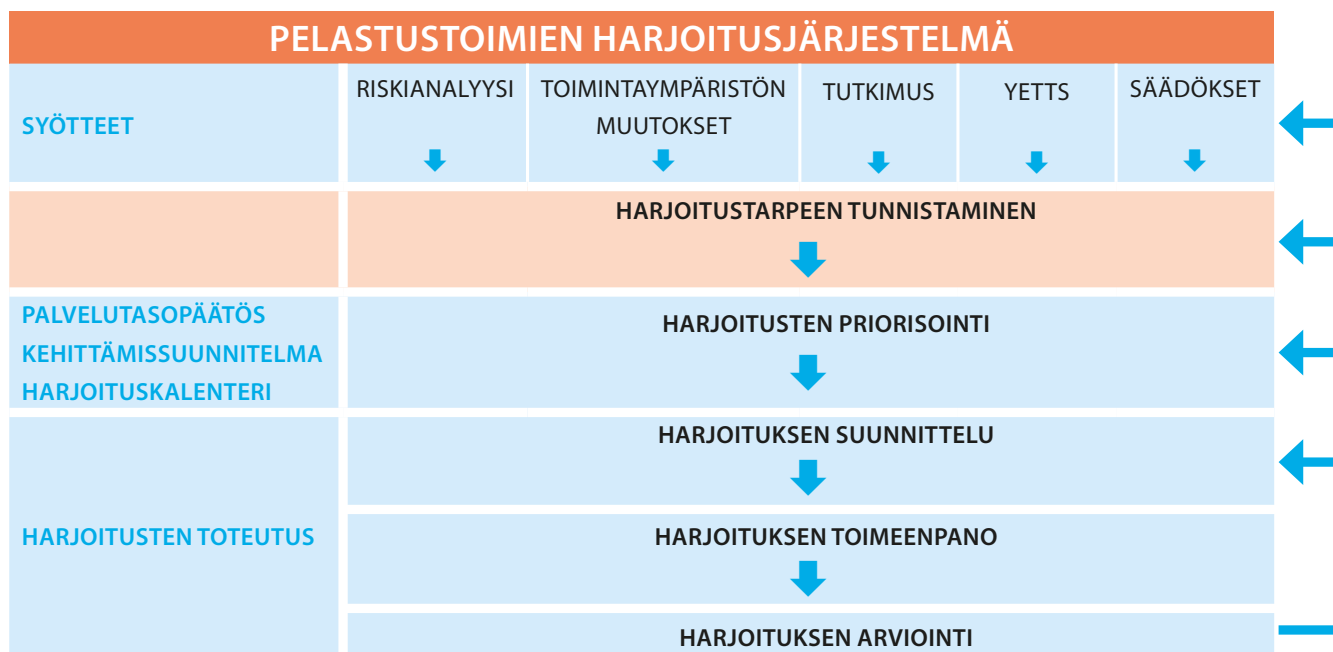 PELASTUSTOIMIEN HARJOITUSJÄRJESTELMÄ
SYÖTTEET
RISKIANALYYSI
TOIMINTAYMPÄRISTÖN
MUUTOKSET
TUTKIMUS
YETTS
SÄÄDÖKSET
HARJOITUSTARPEEN TUNNISTAMINEN
PALVELUTASOPÄÄTÖS
KEHITTÄMISSUUNNITELMA
HARJOITUSKALENTERI
HARJOITUSTEN PRIORISOINTI
HARJOITUSTEN TOTEUTUS
HARJOITUKSEN SUUNNITTELU
HARJOITUKSEN TOIMEENPANO
HARJOITUKSEN ARVIOINTI